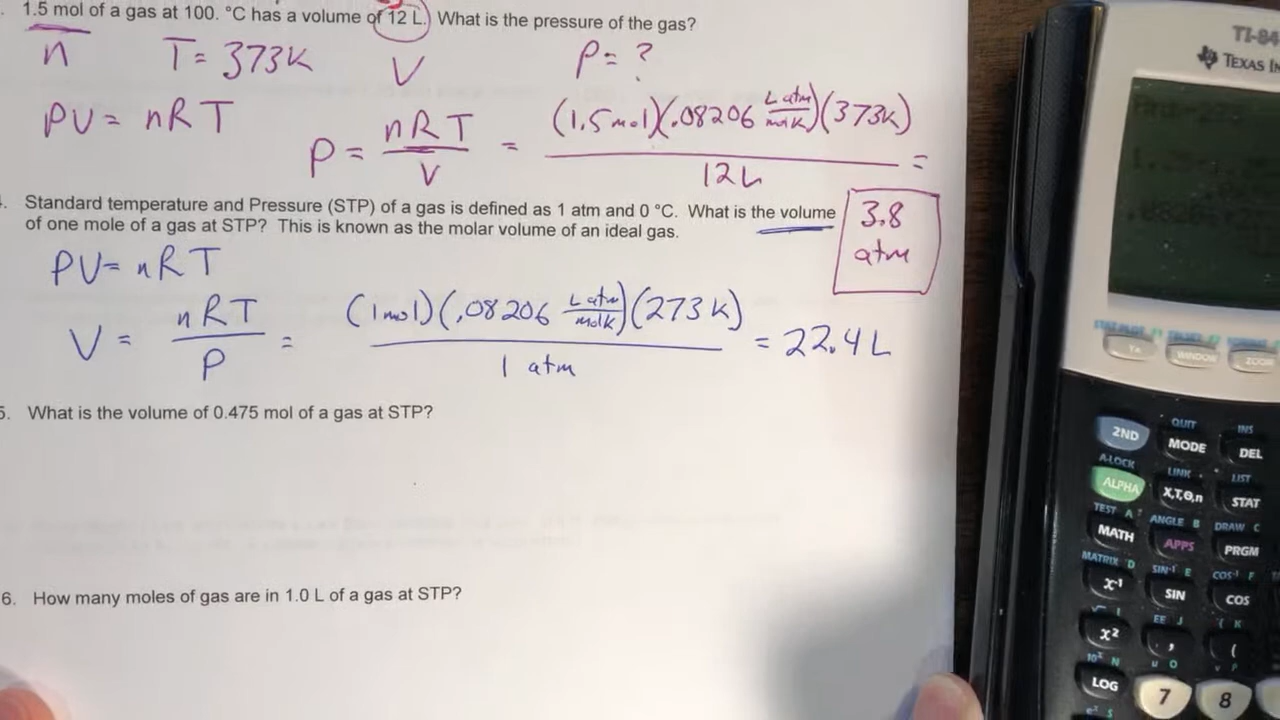 1.5 mol of a gas at 100. °C has a volume of 12 L. What is the pressure of the gas?
n T = 373K V P = ?
PV = nRT P = nRT / V = (1.5mol)(.08206 L atm / mol K)(373K) / 12L =
3.8 atm
4. Standard temperature and Pressure (STP) of a gas is defined as 1 atm and 0 °C. What is the volume
of one mole of a gas at STP? This is known as the molar volume of an ideal gas.
PV = nRT
V = nRT / P = (1mol)(.08206 L atm / mol K)(273K) / 1 atm = 22.4 L
5. What is the volume of 0.475 mol of a gas at STP?
6. How many moles of gas are in 1.0 L of a gas at STP?
TI-84
TEXAS IN
Y=
WINDOW
ZOOM
QUIT INS
2ND MODE DEL
A-LOCK LINK LIST
ALPHA X,T,θ,n STAT
TEST A ANGLE B DRAW C
MATH APPS PRGM
MATRIX D SIN⁻¹ E COS⁻¹ F
x⁻¹ SIN COS
√ I EE J { K
x² , (
10ˣ N u O v P
LOG 7 8